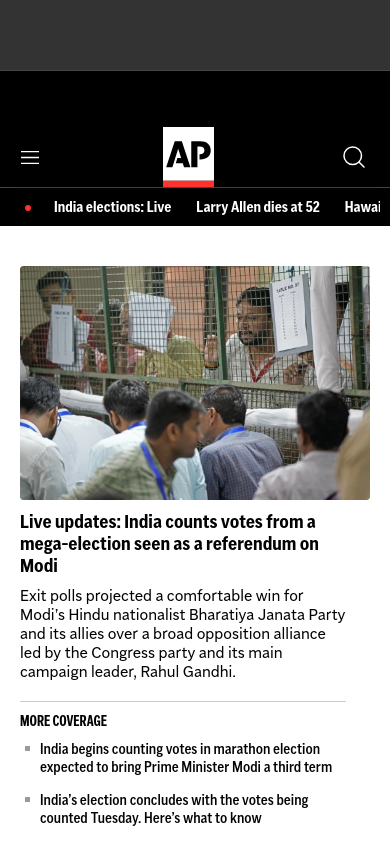 AP
India elections: Live
Larry Allen dies at 52
Hawai
Live updates: India counts votes from a
mega-election seen as a referendum on
Modi
Exit polls projected a comfortable win for
Modi's Hindu nationalist Bharatiya Janata Party
and its allies over a broad opposition alliance
led by the Congress party and its main
campaign leader, Rahul Gandhi.
MORE COVERAGE
India begins counting votes in marathon election
expected to bring Prime Minister Modi a third term
India's election concludes with the votes being
counted Tuesday. Here's what to know